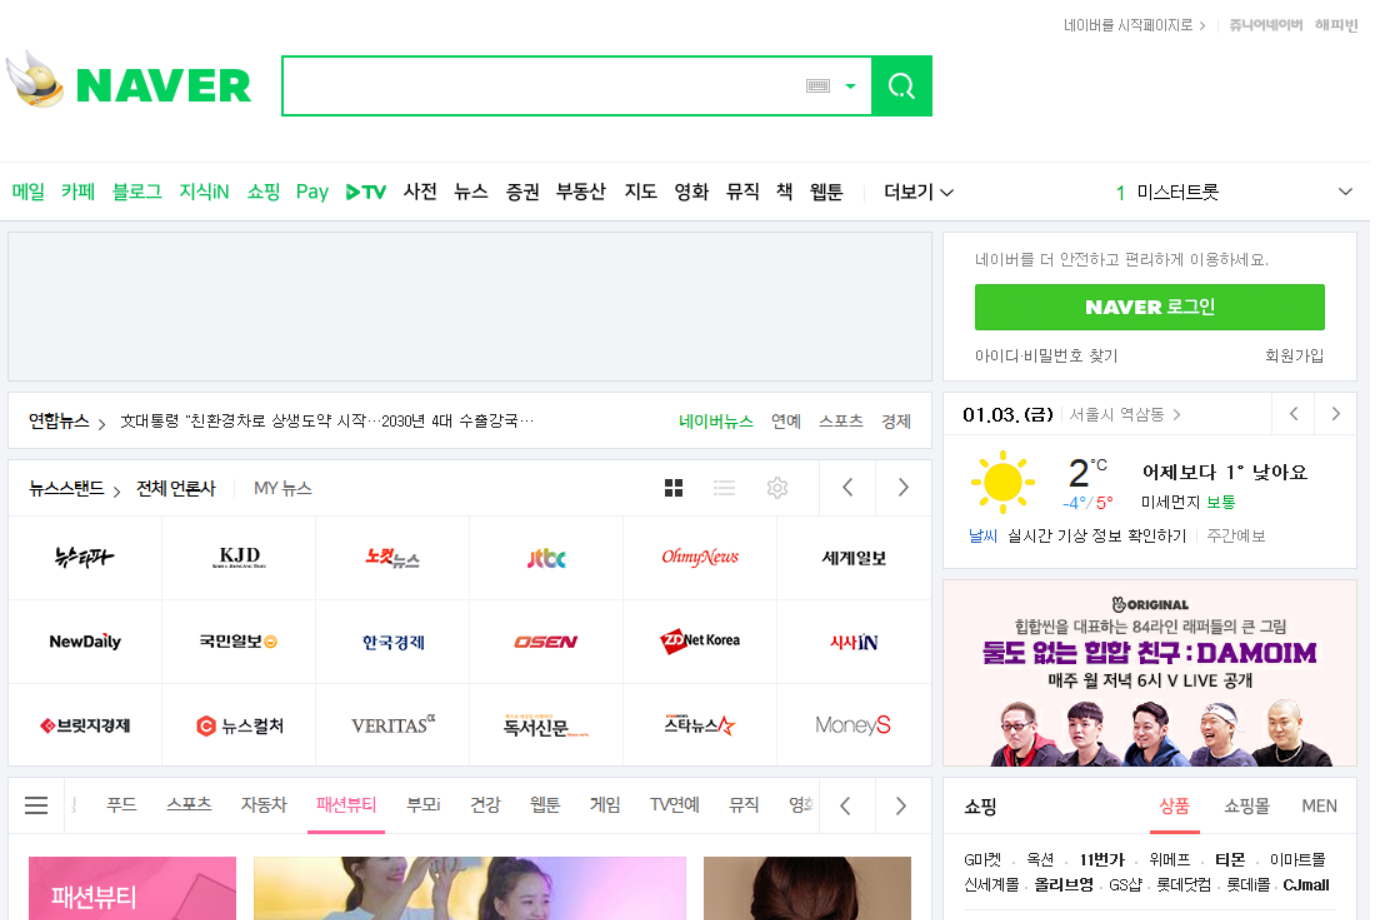 네이버를 시작페이지로 쥬니어네이버 해피빈
NAVER
메일 카페 블로그 지식iN 쇼핑 Pay TV 사전 뉴스 증권 부동산 지도 영화 뮤직 책 웹툰 더보기 1 미스터트롯
네이버를 더 안전하고 편리하게 이용하세요.
NAVER 로그인
아이디·비밀번호 찾기 회원가입
연합뉴스 文대통령 "친환경차로 상생도약 시작…2030년 4대 수출강국… 네이버뉴스 연예 스포츠 경제
01.03.(금) 서울시 역삼동
2°C 어제보다 1° 낮아요
-4°/5° 미세먼지 보통
날씨 실시간 기상 정보 확인하기 주간예보
뉴스스탠드 전체 언론사 MY 뉴스
뉴스타파 KJD 노컷뉴스 jtbc OhmyNews 세계일보
NewDaily 국민일보 한국경제 OSEN ZDNet Korea 시사IN
브릿지경제 뉴스컬처 VERITASα 독서신문 스타뉴스 MoneyS
V ORIGINAL
힙합씬을 대표하는 84라인 래퍼들의 큰 그림
둘도 없는 힙합 친구 : DAMOIM
매주 월 저녁 6시 V LIVE 공개
푸드 스포츠 자동차 패션뷰티 부모i 건강 웹툰 게임 TV연예 뮤직
패션뷰티
쇼핑 상품 쇼핑몰 MEN
G마켓 · 옥션 · 11번가 · 위메프 · 티몬 · 이마트몰
신세계몰 · 올리브영 · GS샵 · 롯데닷컴 · 롯데i몰 · CJmall